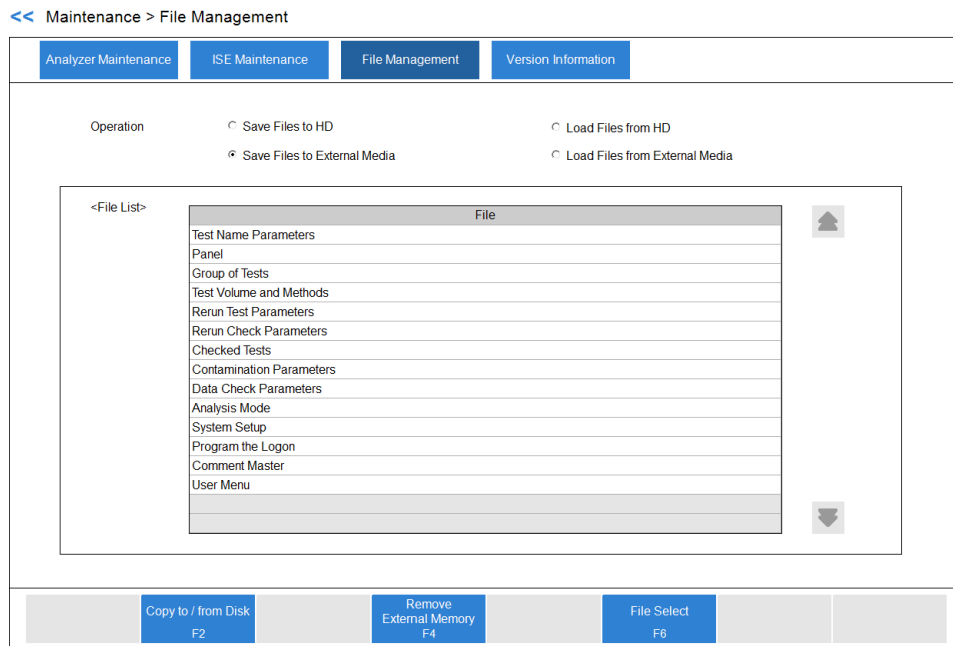 << Maintenance > File Management
Analyzer Maintenance
ISE Maintenance
File Management
Version Information
Operation
Save Files to HD
Load Files from HD
Save Files to External Media
Load Files from External Media
<File List>
File
Test Name Parameters
Panel
Group of Tests
Test Volume and Methods
Rerun Test Parameters
Rerun Check Parameters
Checked Tests
Contamination Parameters
Data Check Parameters
Analysis Mode
System Setup
Program the Logon
Comment Master
User Menu
Copy to / from Disk
F2
Remove
External Memory
F4
File Select
F6